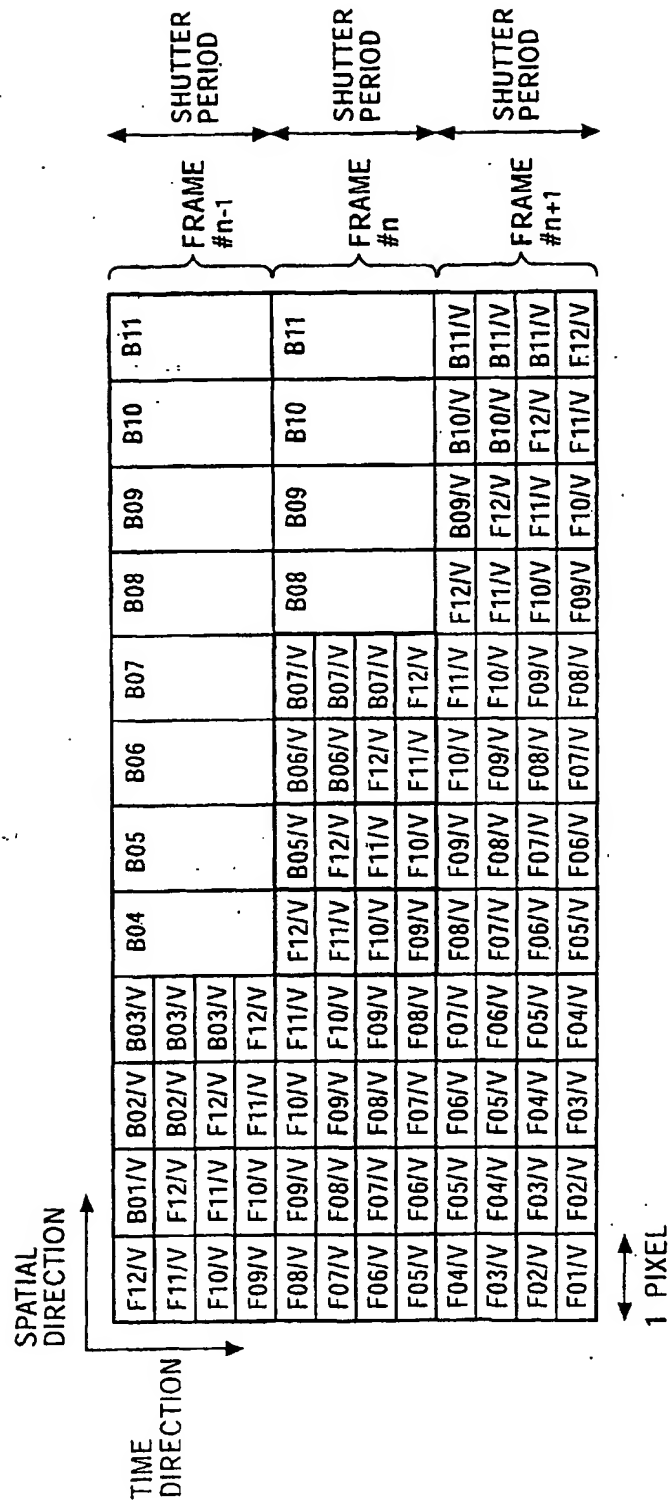 SPATIAL
DIRECTION
TIME
DIRECTION
F12/V B01/V B02/V B03/V B04 B05 B06 B07 B08 B09 B10 B11
F11/V F12/V B02/V B03/V
F10/V F11/V F12/V B03/V
F09/V F10/V F11/V F12/V
FRAME
#n-1
SHUTTER
PERIOD
F08/V F09/V F10/V F11/V F12/V B05/V B06/V B07/V B08 B09 B10 B11
F07/V F08/V F09/V F10/V F11/V F12/V B06/V B07/V
F06/V F07/V F08/V F09/V F10/V F11/V F12/V B07/V
F05/V F06/V F07/V F08/V F09/V F10/V F11/V F12/V
FRAME
#n
SHUTTER
PERIOD
F04/V F05/V F06/V F07/V F08/V F09/V F10/V F11/V F12/V B09/V B10/V B11/V
F03/V F04/V F05/V F06/V F07/V F08/V F09/V F10/V F11/V F12/V B10/V B11/V
F02/V F03/V F04/V F05/V F06/V F07/V F08/V F09/V F10/V F11/V F12/V B11/V
F01/V F02/V F03/V F04/V F05/V F06/V F07/V F08/V F09/V F10/V F11/V F12/V
FRAME
#n+1
SHUTTER
PERIOD
1 PIXEL